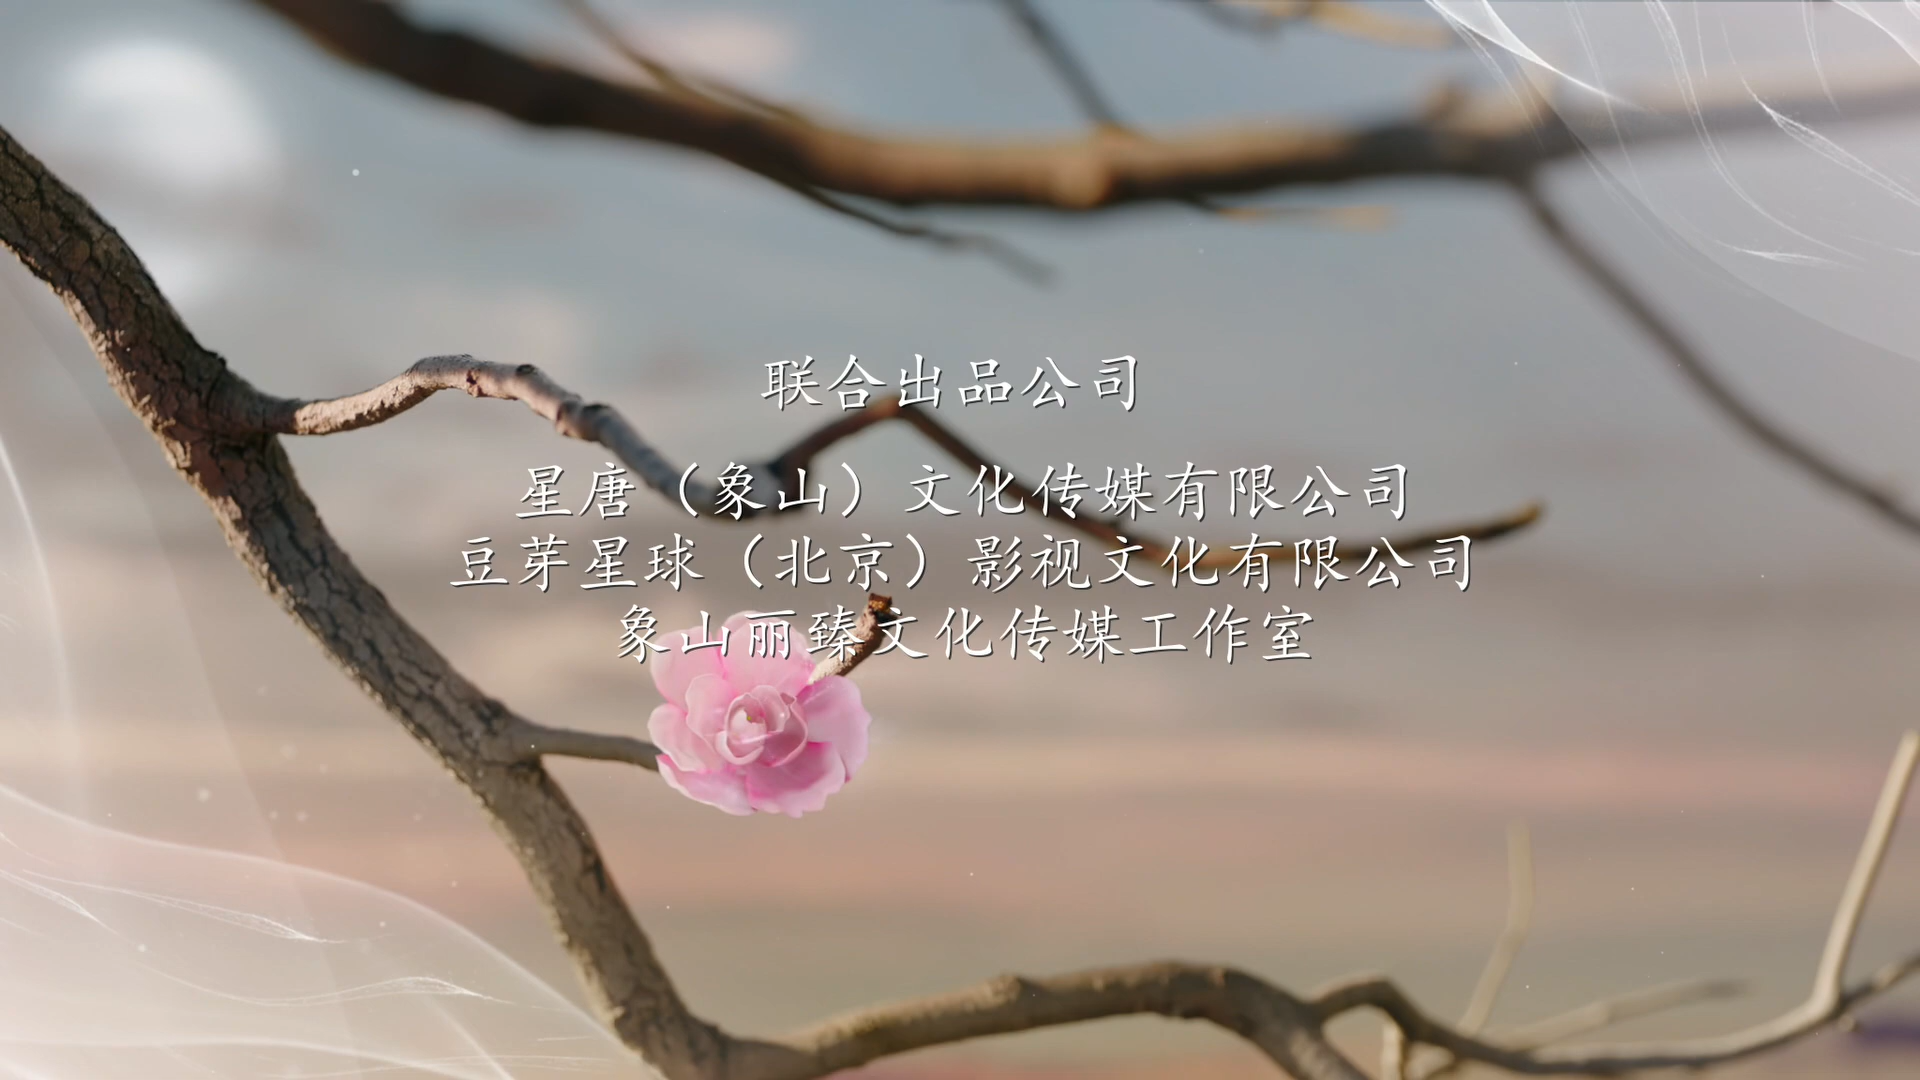 联合出品公司
星唐（象山）文化传媒有限公司
豆芽星球（北京）影视文化有限公司
象山丽臻文化传媒工作室